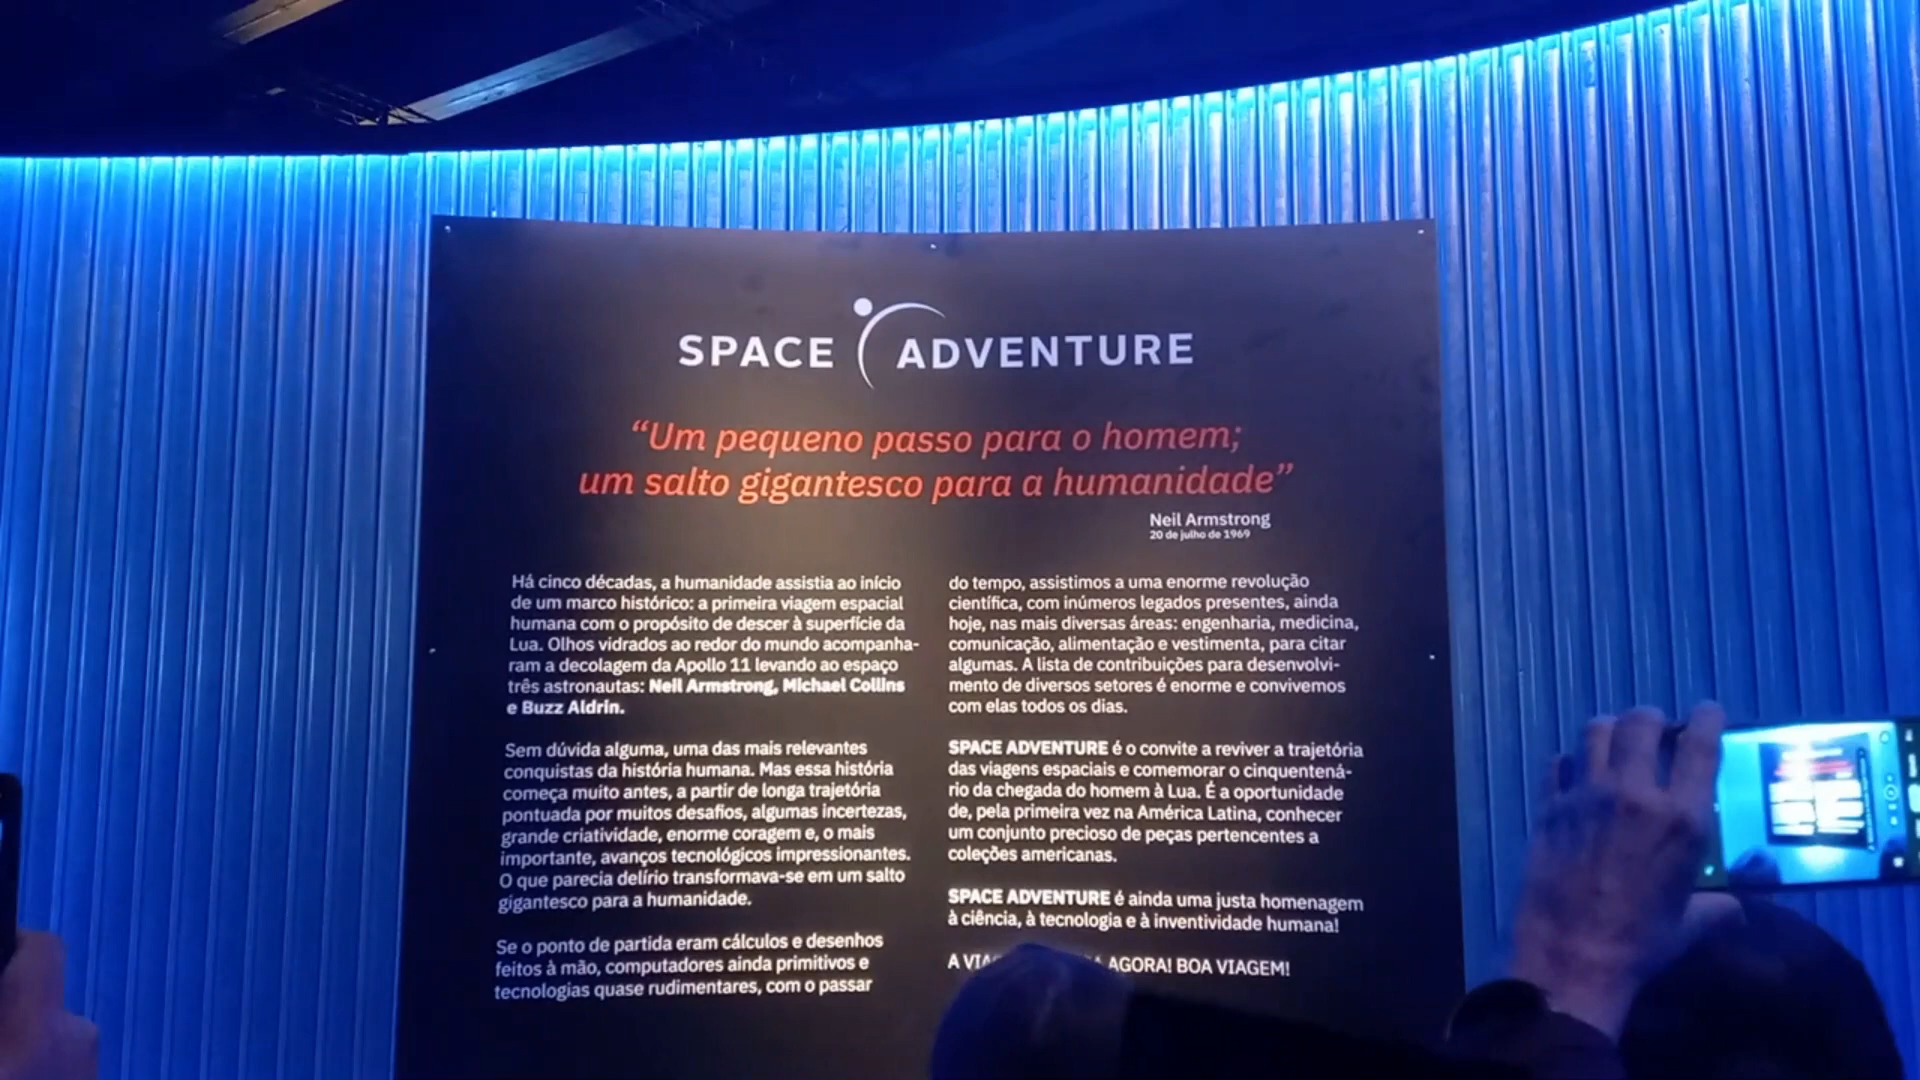 SPACE ADVENTURE
“Um pequeno passo para o homem;
um salto gigantesco para a humanidade”
Neil Armstrong
20 de julho de 1969
Há cinco décadas, a humanidade assistia ao início
de um marco histórico: a primeira viagem espacial
humana com o propósito de descer à superfície da
Lua. Olhos vidrados ao redor do mundo acompanha-
ram a decolagem da Apollo 11 levando ao espaço
três astronautas: Neil Armstrong, Michael Collins
e Buzz Aldrin.
Sem dúvida alguma, uma das mais relevantes
conquistas da história humana. Mas essa história
começa muito antes, a partir de longa trajetória
pontuada por muitos desafios, algumas incertezas,
grande criatividade, enorme coragem e, o mais
importante, avanços tecnológicos impressionantes.
O que parecia delírio transformava-se em um salto
gigantesco para a humanidade.
Se o ponto de partida eram cálculos e desenhos
feitos à mão, computadores ainda primitivos e
tecnologias quase rudimentares, com o passar
do tempo, assistimos a uma enorme revolução
científica, com inúmeros legados presentes, ainda
hoje, nas mais diversas áreas: engenharia, medicina,
comunicação, alimentação e vestimenta, para citar
algumas. A lista de contribuições para desenvolvi-
mento de diversos setores é enorme e convivemos
com elas todos os dias.
SPACE ADVENTURE é o convite a reviver a trajetória
das viagens espaciais e comemorar o cinquentená-
rio da chegada do homem à Lua. É a oportunidade
de, pela primeira vez na América Latina, conhecer
um conjunto precioso de peças pertencentes a
coleções americanas.
SPACE ADVENTURE é ainda uma justa homenagem
à ciência, à tecnologia e à inventividade humana!
A AGORA! BOA VIAGEM!